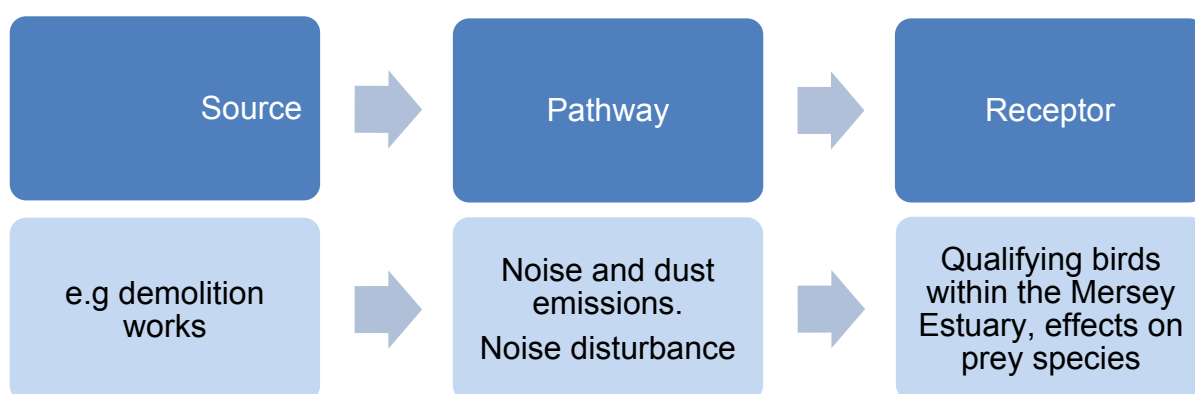 Source
Pathway
Receptor
e.g demolition
works
Noise and dust
emissions.
Noise disturbance
Qualifying birds
within the Mersey
Estuary, effects on
prey species